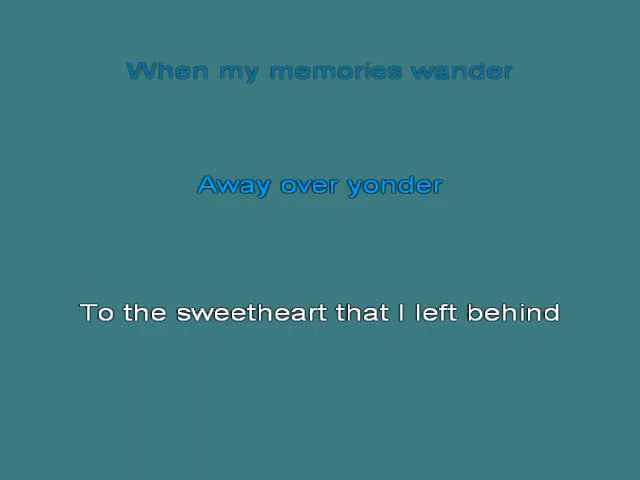 When my memories wander
Away over yonder
To the sweetheart that I left behind